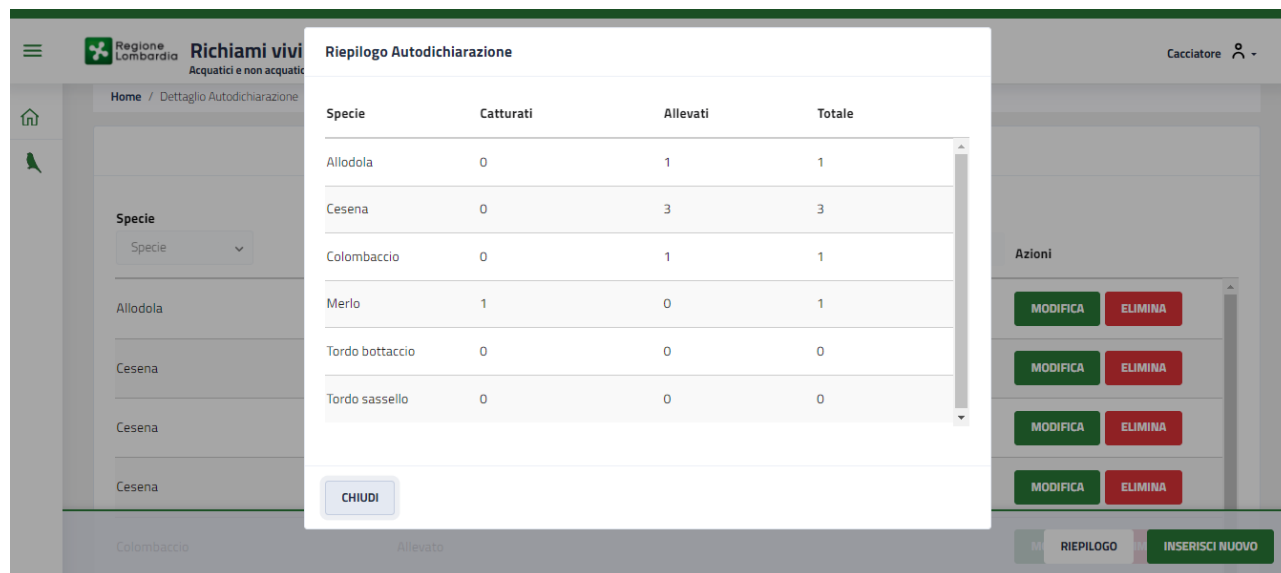 Regione
Lombardia
Richiami vivi
Acquatici e non acquatic
Cacciatore
Home / Dettaglio Autodichiarazione
Specie
Specie
Azioni
Allodola
MODIFICA ELIMINA
Cesena
MODIFICA ELIMINA
Cesena
MODIFICA ELIMINA
Cesena
MODIFICA ELIMINA
Colombaccio Allevato
RIEPILOGO INSERISCI NUOVO
Riepilogo Autodichiarazione
Specie Catturati Allevati Totale
Allodola 0 1 1
Cesena 0 3 3
Colombaccio 0 1 1
Merlo 1 0 1
Tordo bottaccio 0 0 0
Tordo sassello 0 0 0
CHIUDI